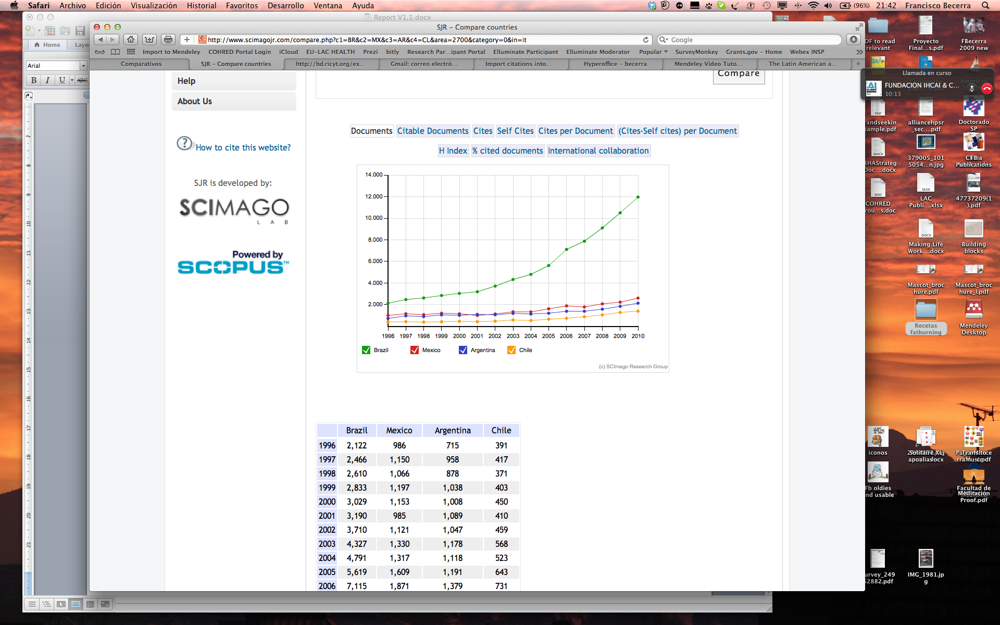 Safari Archivo Edición Visualización Historial Favoritos Desarrollo Ventana Ayuda (96%) 21:42 Francisco Becerra
Report V1.1.docx
SJR – Compare countries
http://www.scimagojr.com/compare.php?c1=BR&c2=MX&c3=AR&c4=CL&area=2700&category=0&in=it
Google
Import to Mendeley COHRED Portal Login iCloud EU-LAC HEALTH Prezi bitly Research Par...ipant Portal Elluminate Participant Elluminate Moderator Popular SurveyMonkey Grants.gov – Home Webex INSP
Comparativos SJR – Compare countries http://bd.ricyt.org/ex... Gmail: correo electró... Import citations into... Hyperoffice – becerra Mendeley Video Tuto... The Latin American a...
Home
Arial
B I U ABC
Help
About Us
How to cite this website?
SJR is developed by:
SCIMAGO
LAB
Powered by
SCOPUS™
Compare
Documents Citable Documents Cites Self Cites Cites per Document (Cites-Self cites) per Document
H Index % cited documents International collaboration
14.000
12.000
10.000
8.000
6.000
4.000
2.000
1996 1997 1998 1999 2000 2001 2002 2003 2004 2005 2006 2007 2008 2009 2010
Brazil Mexico Argentina Chile
(c) SCImago Research Group
Brazil Mexico Argentina Chile
1996 2,122 986 715 391
1997 2,466 1,150 958 417
1998 2,610 1,066 878 371
1999 2,833 1,197 1,038 403
2000 3,029 1,153 1,008 450
2001 3,190 985 1,089 410
2002 3,710 1,121 1,047 459
2003 4,327 1,330 1,178 568
2004 4,791 1,317 1,118 523
2005 5,619 1,609 1,191 643
2006 7,115 1,871 1,379 731
Llamada en curso
FUNDACION IHCAI & C...
10:13
DF to read
relevant
Proyecto
Final...s.pdf
FBecerra
2009 new
andseekin
sample.pdf
alliancehpsr
_sec....pdf
Doctorado
SP
HAStrateg
Doc....docx
379005_101
5054...n.jpg
Publications
COHRED
rou...s.doc
LAC
Publi....xlsx
47737209(1
).pdf
Making Life
Work....docx
Building
blocks
Mascot_broc
hure.pdf
Mascot_broc
hure_l.pdf
Recetas
fatburning
Mendeley
Desktop
iconos
Fb oldies
nd usable
Facultad de
Meditación
Proof.pdf
urvey_249
52882.pdf
IMG_1981.jp
g